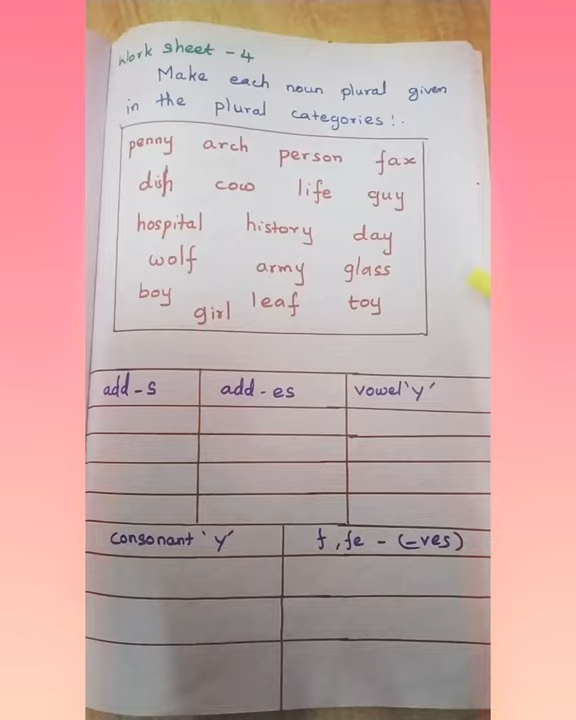 Work sheet - 4
Make each noun plural given
in the plural categories!.
penny arch person fax
dish cow life guy
hospital history day
wolf army glass
boy girl leaf toy
add-s add-es vowel 'y'
consonant 'y' f, fe - (-ves)